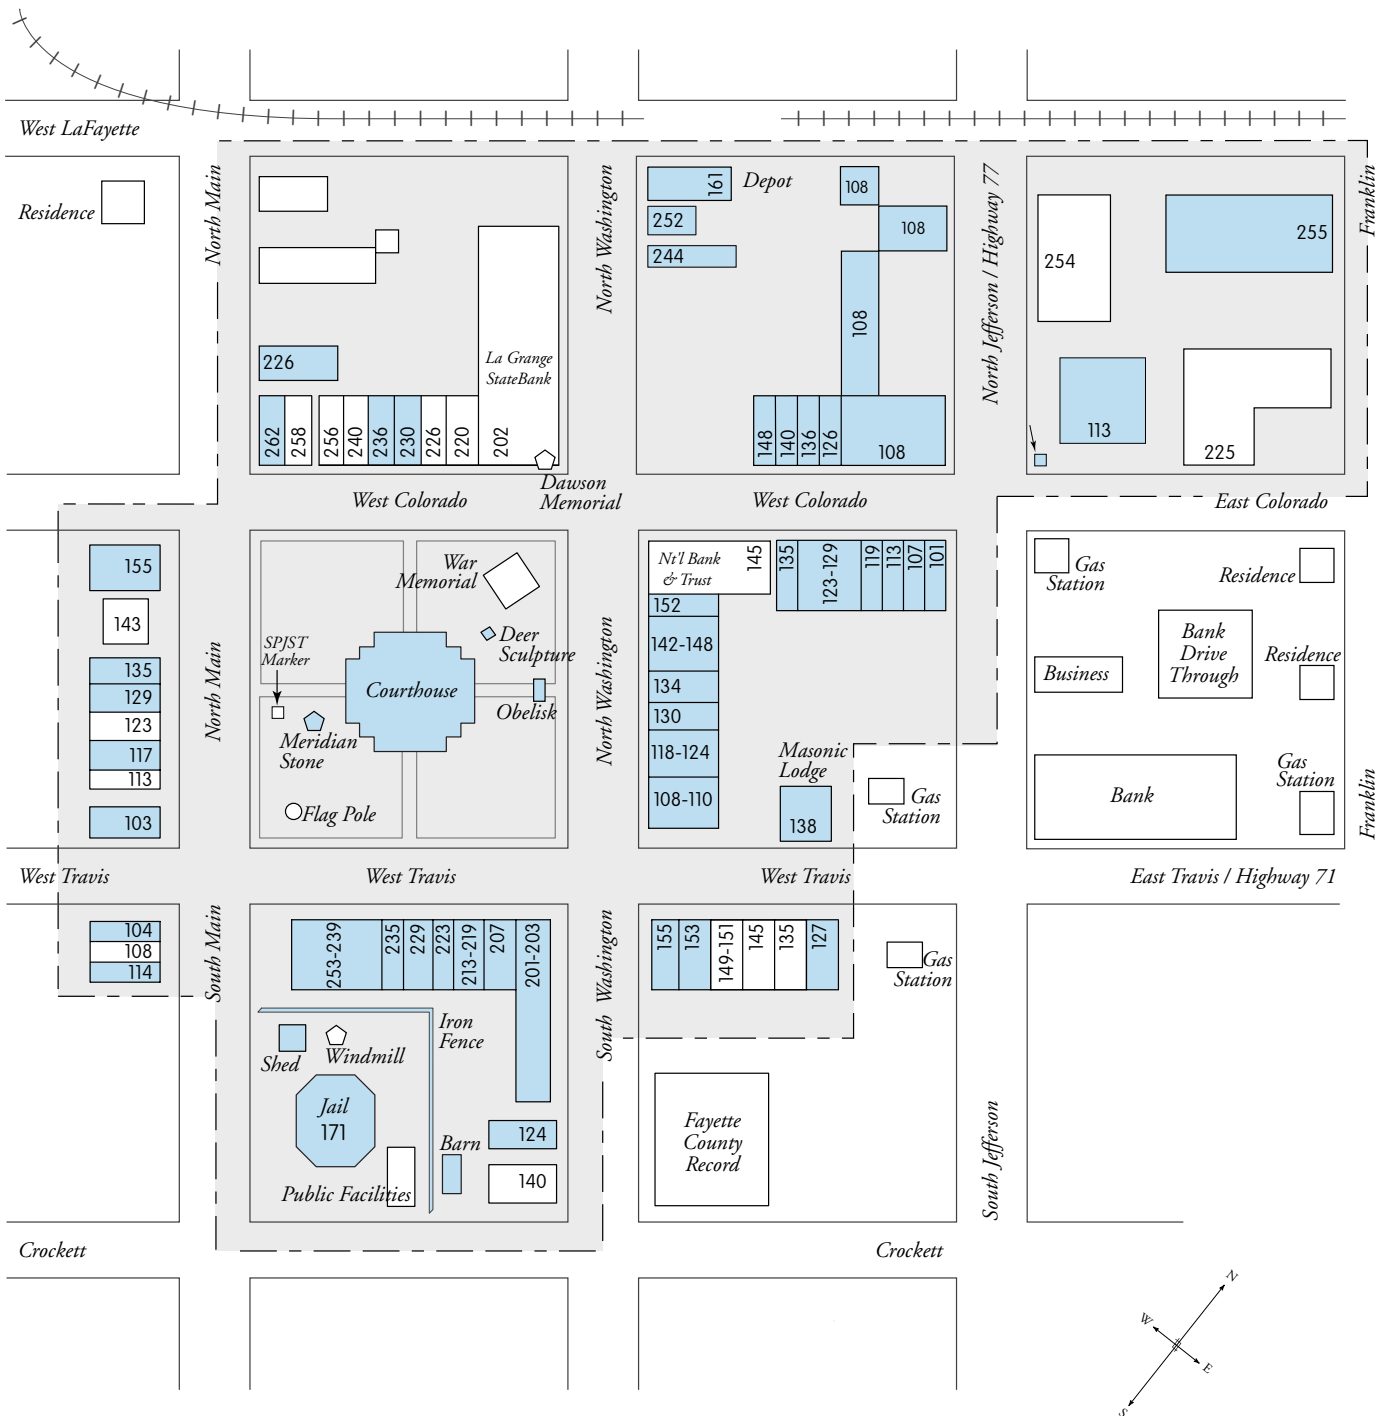 West LaFayette
Residence
North Main
North Washington
161
Depot
252
244
108
108
108
North Jefferson / Highway 77
254
255
Franklin
226
La Grange
StateBank
262
258
256
240
236
230
226
220
202
148
140
136
126
108
113
225
Dawson
Memorial
West Colorado
West Colorado
East Colorado
155
143
135
129
123
117
113
103
North Main
War
Memorial
SPJST
Marker
Deer
Sculpture
Courthouse
Obelisk
Meridian
Stone
Flag Pole
North Washington
Nt'l Bank
& Trust
145
135
123-129
119
113
107
101
152
142-148
134
130
118-124
108-110
Masonic
Lodge
138
Gas
Station
Gas
Station
Residence
Bank
Drive
Through
Business
Residence
Bank
Gas
Station
Franklin
West Travis
West Travis
West Travis
East Travis / Highway 71
104
108
114
South Main
253-239
235
229
223
213-219
207
201-203
South Washington
155
153
149-151
145
135
127
Gas
Station
Iron
Fence
Shed
Windmill
Jail
171
Barn
124
140
Public Facilities
Fayette
County
Record
South Jefferson
Crockett
Crockett
N
W
E
S